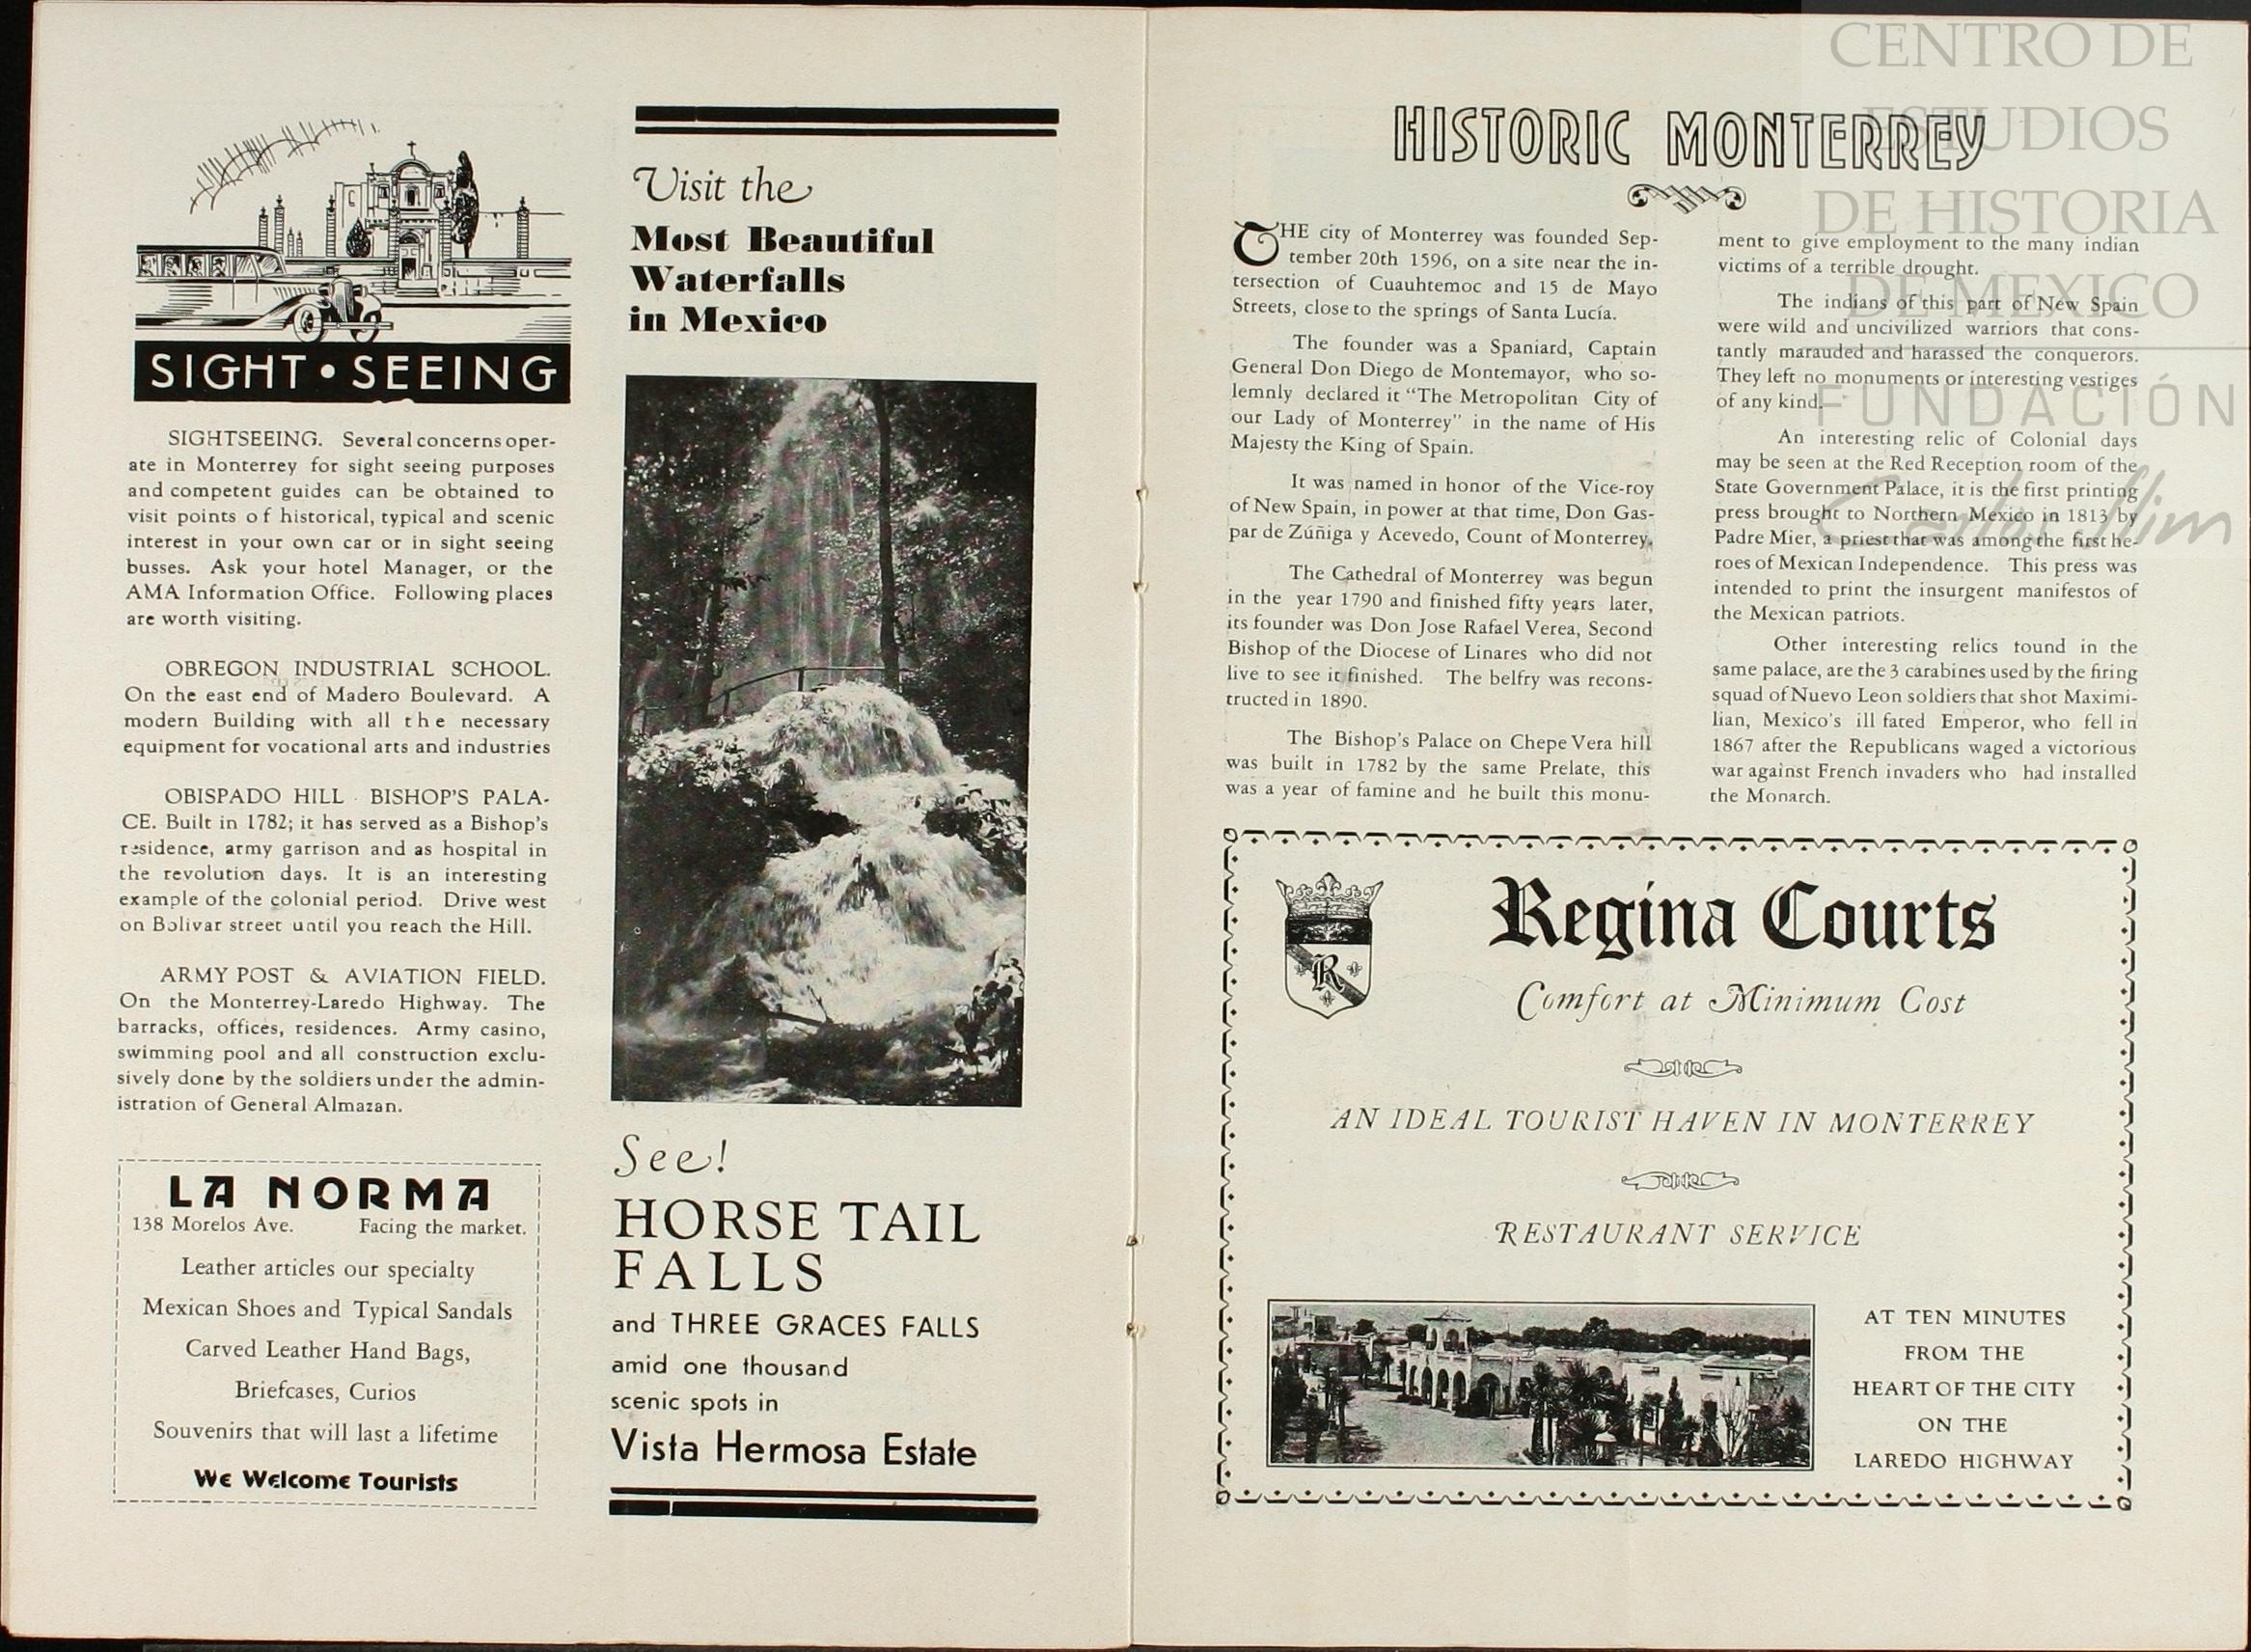 SIGHT • SEEING
SIGHTSEEING. Several concerns oper-
ate in Monterrey for sight seeing purposes
and competent guides can be obtained to
visit points of historical, typical and scenic
interest in your own car or in sight seeing
busses. Ask your hotel Manager, or the
AMA Information Office. Following places
are worth visiting.
OBREGON INDUSTRIAL SCHOOL.
On the east end of Madero Boulevard. A
modern Building with all the necessary
equipment for vocational arts and industries
OBISPADO HILL - BISHOP'S PALA-
CE. Built in 1782; it has served as a Bishop's
residence, army garrison and as hospital in
the revolution days. It is an interesting
example of the colonial period. Drive west
on Bolivar street until you reach the Hill.
ARMY POST & AVIATION FIELD.
On the Monterrey-Laredo Highway. The
barracks, offices, residences. Army casino,
swimming pool and all construction exclu-
sively done by the soldiers under the admin-
istration of General Almazan.
LA NORMA
138 Morelos Ave. Facing the market.
Leather articles our specialty
Mexican Shoes and Typical Sandals
Carved Leather Hand Bags,
Briefcases, Curios
Souvenirs that will last a lifetime
We Welcome Tourists
Visit the
Most Beautiful
Waterfalls
in Mexico
See!
HORSE TAIL
FALLS
and THREE GRACES FALLS
amid one thousand
scenic spots in
Vista Hermosa Estate
HISTORIC MONTERREY
THE city of Monterrey was founded Sep-
tember 20th 1596, on a site near the in-
tersection of Cuauhtemoc and 15 de Mayo
Streets, close to the springs of Santa Lucía.
The founder was a Spaniard, Captain
General Don Diego de Montemayor, who so-
lemnly declared it "The Metropolitan City of
our Lady of Monterrey" in the name of His
Majesty the King of Spain.
It was named in honor of the Vice-roy
of New Spain, in power at that time, Don Gas-
par de Zúñiga y Acevedo, Count of Monterrey.
The Cathedral of Monterrey was begun
in the year 1790 and finished fifty years later,
its founder was Don Jose Rafael Verea, Second
Bishop of the Diocese of Linares who did not
live to see it finished. The belfry was recons-
tructed in 1890.
The Bishop's Palace on Chepe Vera hill
was built in 1782 by the same Prelate, this
was a year of famine and he built this monu-
ment to give employment to the many indian
victims of a terrible drought.
The indians of this part of New Spain
were wild and uncivilized warriors that cons-
tantly marauded and harassed the conquerors.
They left no monuments or interesting vestiges
of any kind.
An interesting relic of Colonial days
may be seen at the Red Reception room of the
State Government Palace, it is the first printing
press brought to Northern Mexico in 1813 by
Padre Mier, a priest that was among the first he-
roes of Mexican Independence. This press was
intended to print the insurgent manifestos of
the Mexican patriots.
Other interesting relics found in the
same palace, are the 3 carabines used by the firing
squad of Nuevo Leon soldiers that shot Maximi-
lian, Mexico's ill fated Emperor, who fell in
1867 after the Republicans waged a victorious
war against French invaders who had installed
the Monarch.
R
Regina Courts
Comfort at Minimum Cost
AN IDEAL TOURIST HAVEN IN MONTERREY
RESTAURANT SERVICE
AT TEN MINUTES
FROM THE
HEART OF THE CITY
ON THE
LAREDO HIGHWAY
CENTRO DE
ESTUDIOS
DE HISTORIA
DE MEXICO
FUNDACIÓN
Carlos Slim